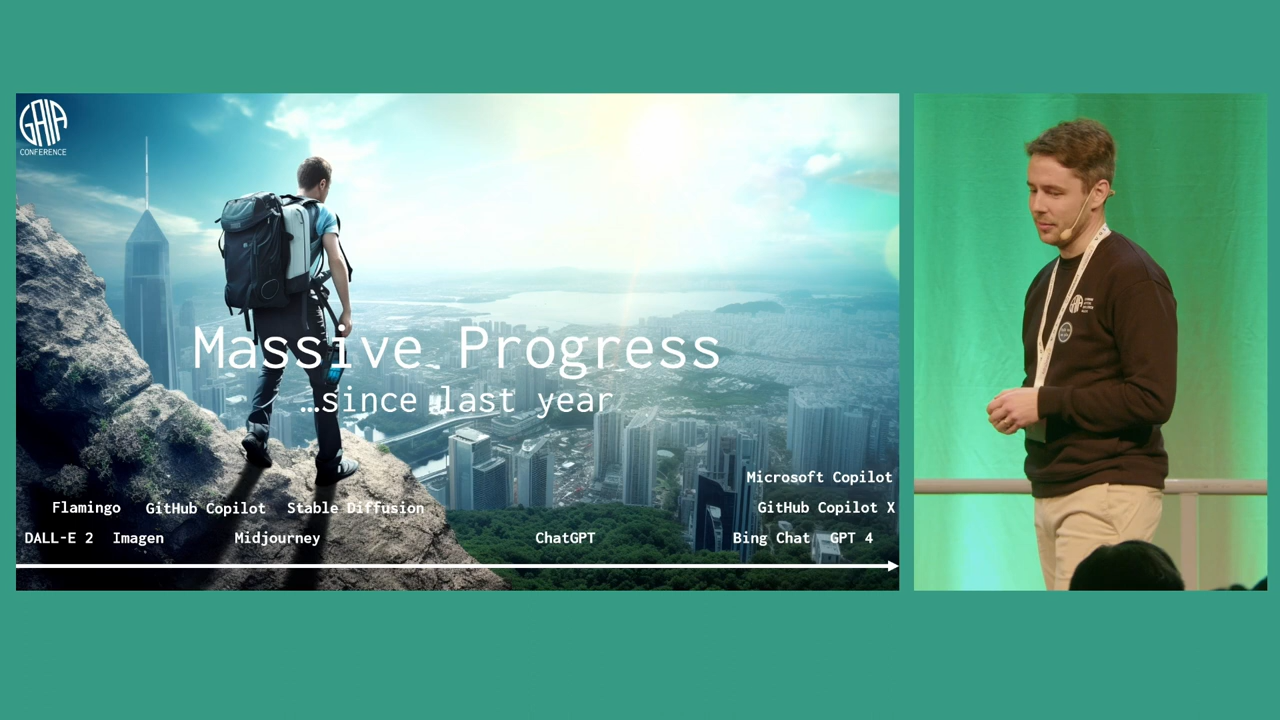 GAIA
CONFERENCE
Massive Progress
…since last year
Microsoft Copilot
Flamingo GitHub Copilot Stable Diffusion GitHub Copilot X
DALL-E 2 Imagen Midjourney ChatGPT Bing Chat GPT 4
GAIA